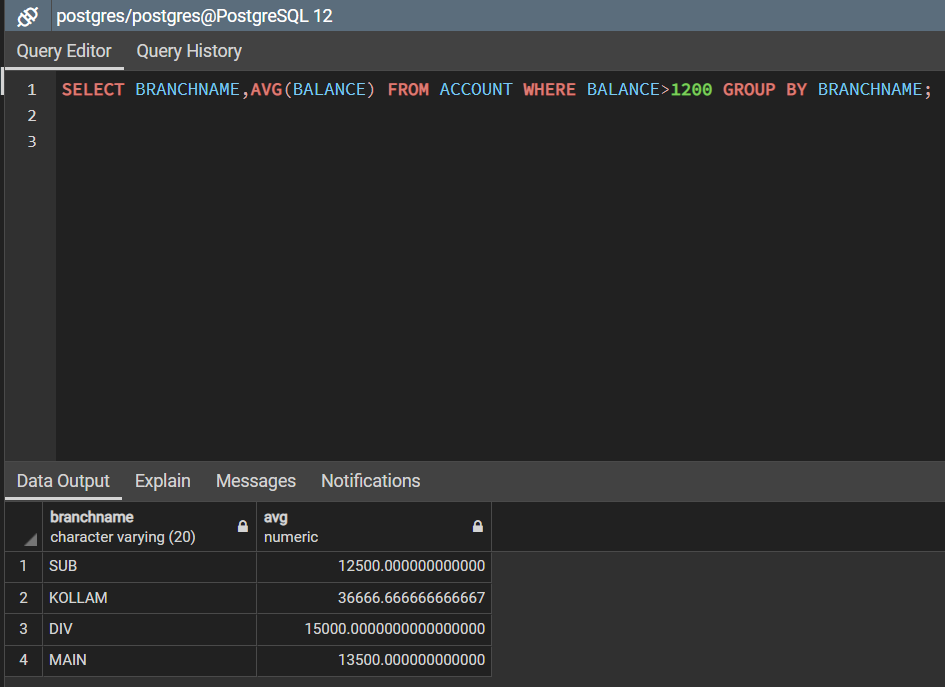 postgres/postgres@PostgreSQL 12
Query Editor Query History
1 SELECT BRANCHNAME,AVG(BALANCE) FROM ACCOUNT WHERE BALANCE>1200 GROUP BY BRANCHNAME;
2
3
Data Output Explain Messages Notifications
branchname avg
character varying (20) numeric
1 SUB 12500.000000000000
2 KOLLAM 36666.666666666667
3 DIV 15000.0000000000000000
4 MAIN 13500.000000000000